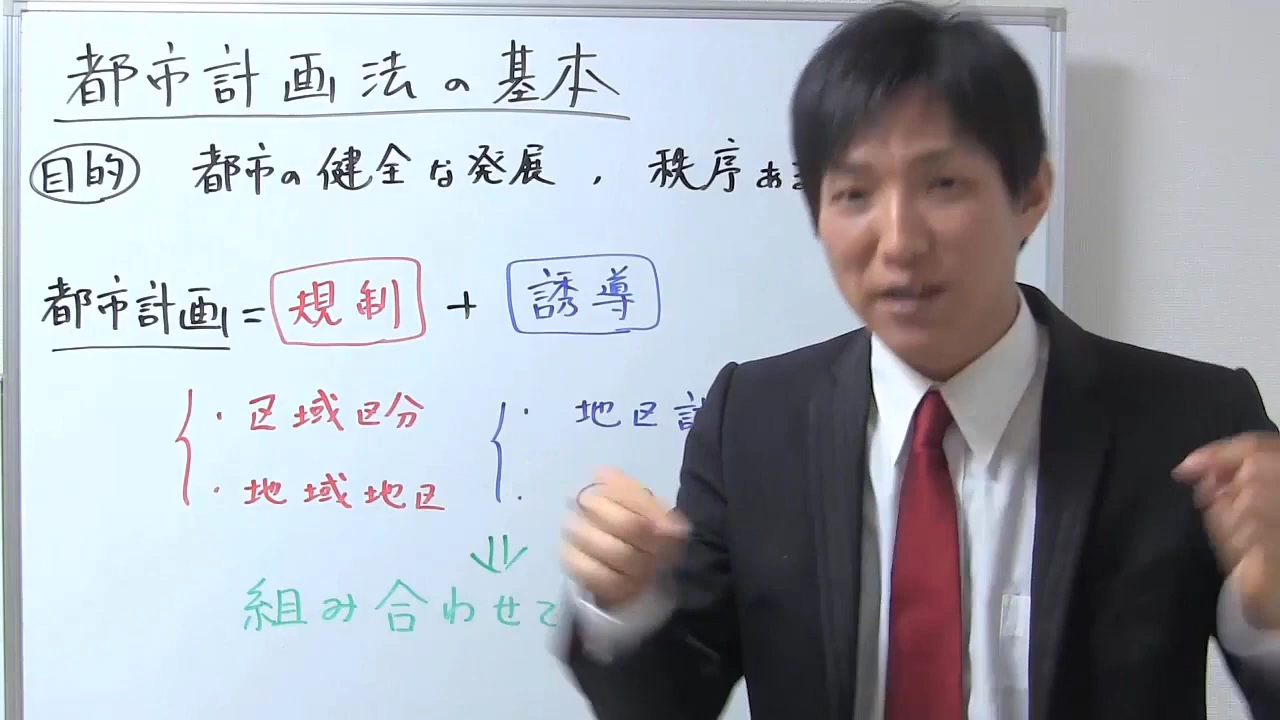 都市計画法の基本
目的 都市の健全な発展 , 秩序ある
都市計画 = 規制 + 誘導
・区域区分 ・ 地区計
・地域地区 ・
⇓
組み合わせて